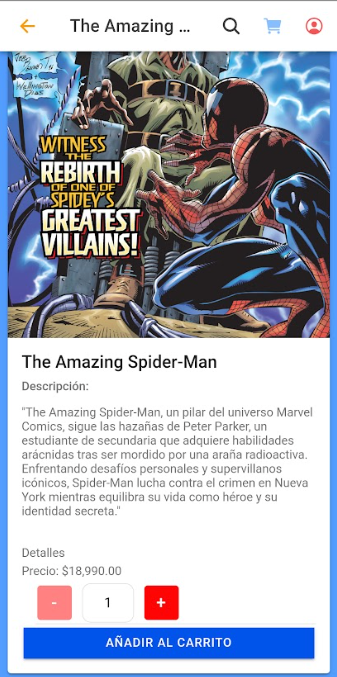 The Amazing ...
WITNESS
THE
REBIRTH
OF ONE OF
SPIDEY'S
GREATEST
VILLAINS!
The Amazing Spider-Man
Descripción:
"The Amazing Spider-Man, un pilar del universo Marvel
Comics, sigue las hazañas de Peter Parker, un
estudiante de secundaria que adquiere habilidades
arácnidas tras ser mordido por una araña radioactiva.
Enfrentando desafíos personales y supervillanos
icónicos, Spider-Man lucha contra el crimen en Nueva
York mientras equilibra su vida como héroe y su
identidad secreta."
Detalles
Precio: $18,990.00
- 1 +
AÑADIR AL CARRITO